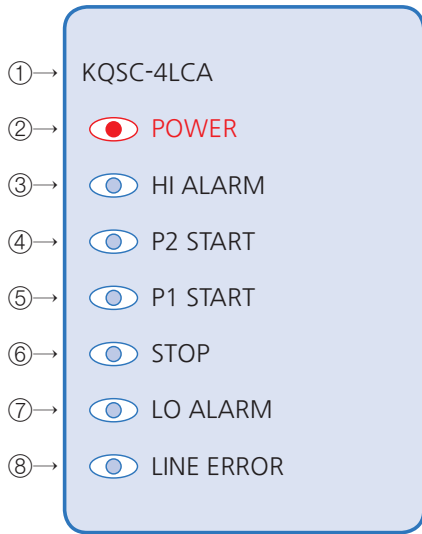 ①→ KQSC-4LCA
②→ POWER
③→ HI ALARM
④→ P2 START
⑤→ P1 START
⑥→ STOP
⑦→ LO ALARM
⑧→ LINE ERROR